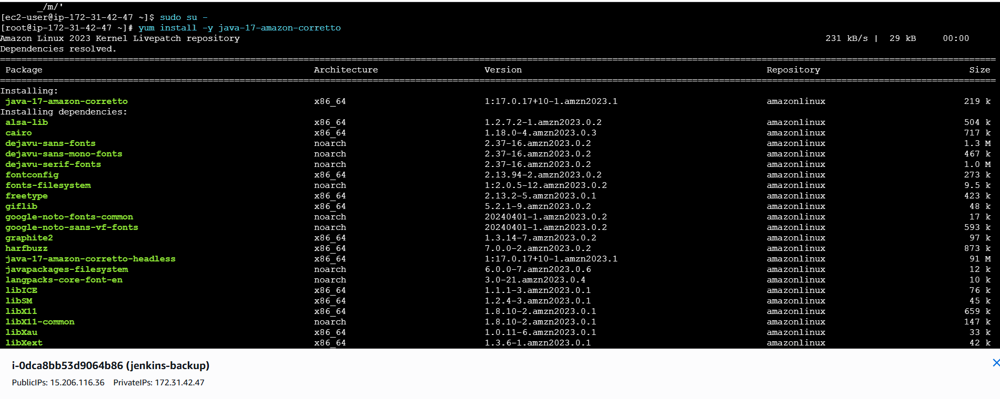 _/m/'
[ec2-user@ip-172-31-42-47 ~]$ sudo su -
[root@ip-172-31-42-47 ~]# yum install -y java-17-amazon-corretto
Amazon Linux 2023 Kernel Livepatch repository 231 kB/s | 29 kB 00:00
Dependencies resolved.
Package Architecture Version Repository Size
Installing:
java-17-amazon-corretto x86_64 1:17.0.17+10-1.amzn2023.1 amazonlinux 219 k
Installing dependencies:
alsa-lib x86_64 1.2.7.2-1.amzn2023.0.2 amazonlinux 504 k
cairo x86_64 1.18.0-4.amzn2023.0.3 amazonlinux 717 k
dejavu-sans-fonts noarch 2.37-16.amzn2023.0.2 amazonlinux 1.3 M
dejavu-sans-mono-fonts noarch 2.37-16.amzn2023.0.2 amazonlinux 467 k
dejavu-serif-fonts noarch 2.37-16.amzn2023.0.2 amazonlinux 1.0 M
fontconfig x86_64 2.13.94-2.amzn2023.0.2 amazonlinux 273 k
fonts-filesystem noarch 1:2.0.5-12.amzn2023.0.2 amazonlinux 9.5 k
freetype x86_64 2.13.2-5.amzn2023.0.1 amazonlinux 423 k
giflib x86_64 5.2.1-9.amzn2023.0.2 amazonlinux 48 k
google-noto-fonts-common noarch 20240401-1.amzn2023.0.2 amazonlinux 17 k
google-noto-sans-vf-fonts noarch 20240401-1.amzn2023.0.2 amazonlinux 593 k
graphite2 x86_64 1.3.14-7.amzn2023.0.2 amazonlinux 97 k
harfbuzz x86_64 7.0.0-2.amzn2023.0.2 amazonlinux 873 k
java-17-amazon-corretto-headless x86_64 1:17.0.17+10-1.amzn2023.1 amazonlinux 91 M
javapackages-filesystem noarch 6.0.0-7.amzn2023.0.6 amazonlinux 12 k
langpacks-core-font-en noarch 3.0-21.amzn2023.0.4 amazonlinux 10 k
libICE x86_64 1.1.1-3.amzn2023.0.1 amazonlinux 76 k
libSM x86_64 1.2.4-3.amzn2023.0.1 amazonlinux 45 k
libX11 x86_64 1.8.10-2.amzn2023.0.1 amazonlinux 659 k
libX11-common noarch 1.8.10-2.amzn2023.0.1 amazonlinux 147 k
libXau x86_64 1.0.11-6.amzn2023.0.1 amazonlinux 33 k
libXext x86_64 1.3.6-1.amzn2023.0.1 amazonlinux 42 k
i-0dca8bb53d9064b86 (jenkins-backup)
PublicIPs: 15.206.116.36 PrivateIPs: 172.31.42.47